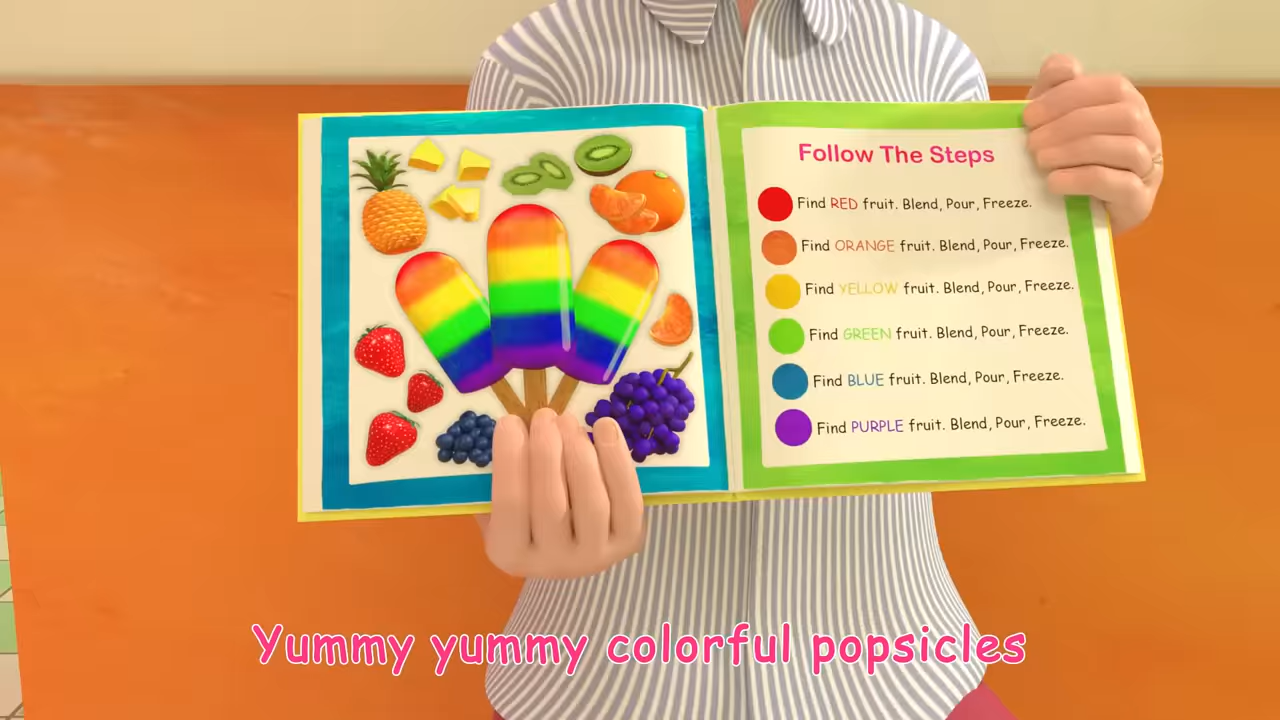 Follow The Steps
Find RED fruit. Blend, Pour, Freeze.
Find ORANGE fruit. Blend, Pour, Freeze.
Find YELLOW fruit. Blend, Pour, Freeze.
Find GREEN fruit. Blend, Pour, Freeze.
Find BLUE fruit. Blend, Pour, Freeze.
Find PURPLE fruit. Blend, Pour, Freeze.
Yummy yummy colorful popsicles